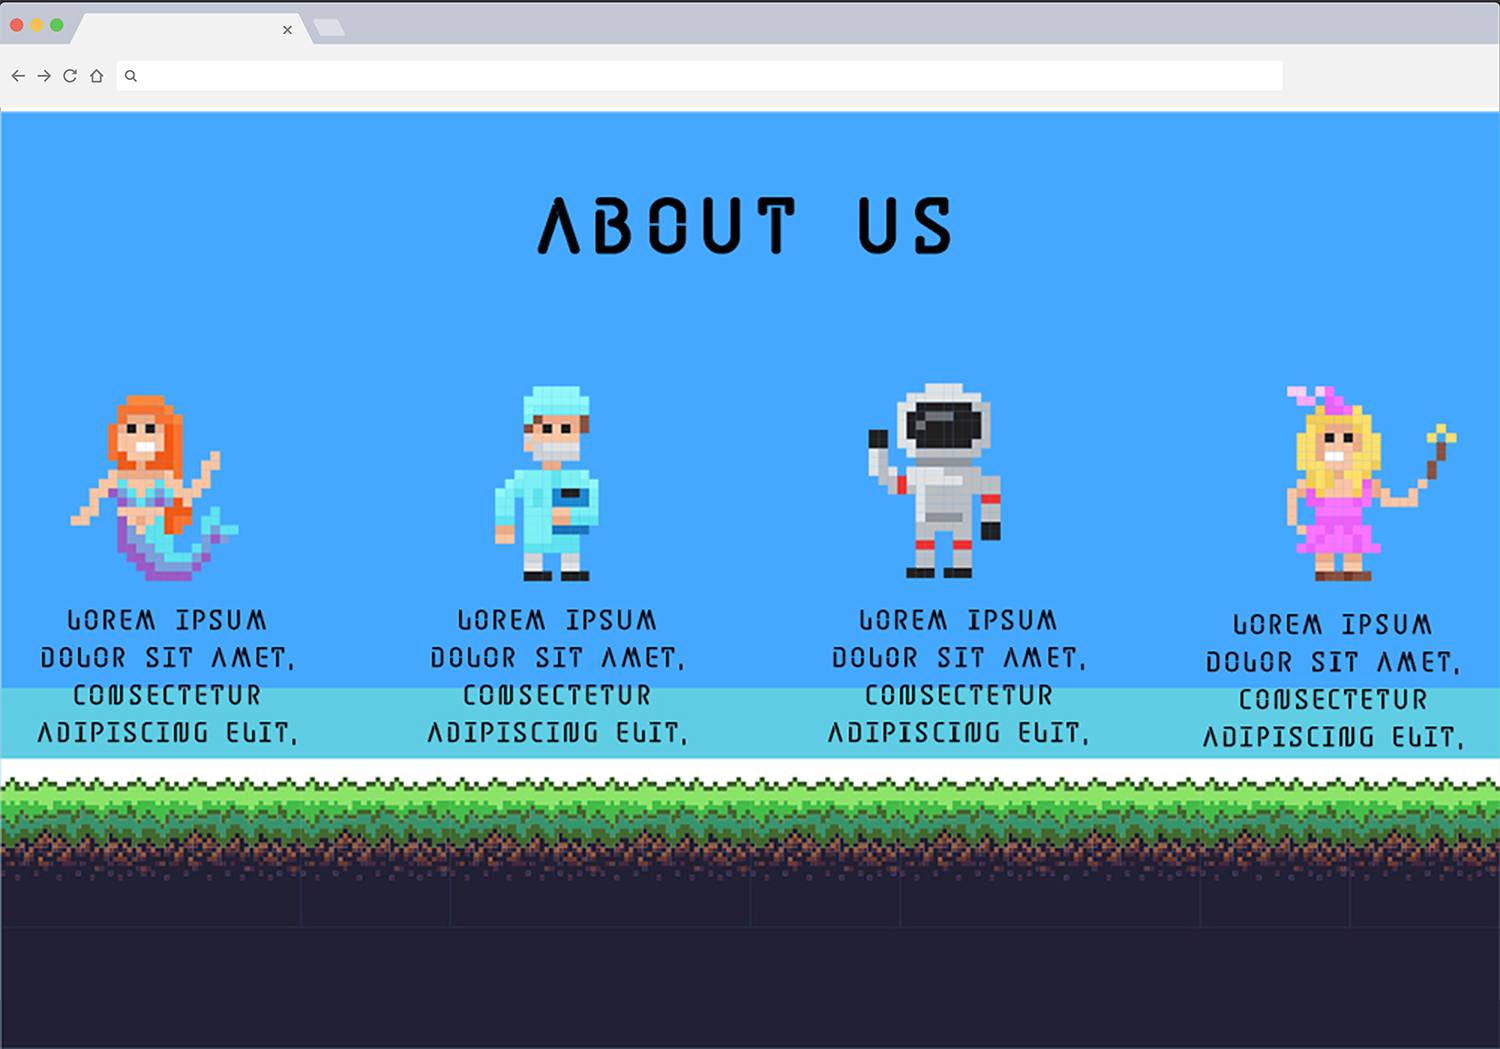 ABOUT US
LOREM IPSUM
DOLOR SIT AMET,
CONSECTETUR
ADIPISCING ELIT,
LOREM IPSUM
DOLOR SIT AMET,
CONSECTETUR
ADIPISCING ELIT,
LOREM IPSUM
DOLOR SIT AMET,
CONSECTETUR
ADIPISCING ELIT,
LOREM IPSUM
DOLOR SIT AMET,
CONSECTETUR
ADIPISCING ELIT,